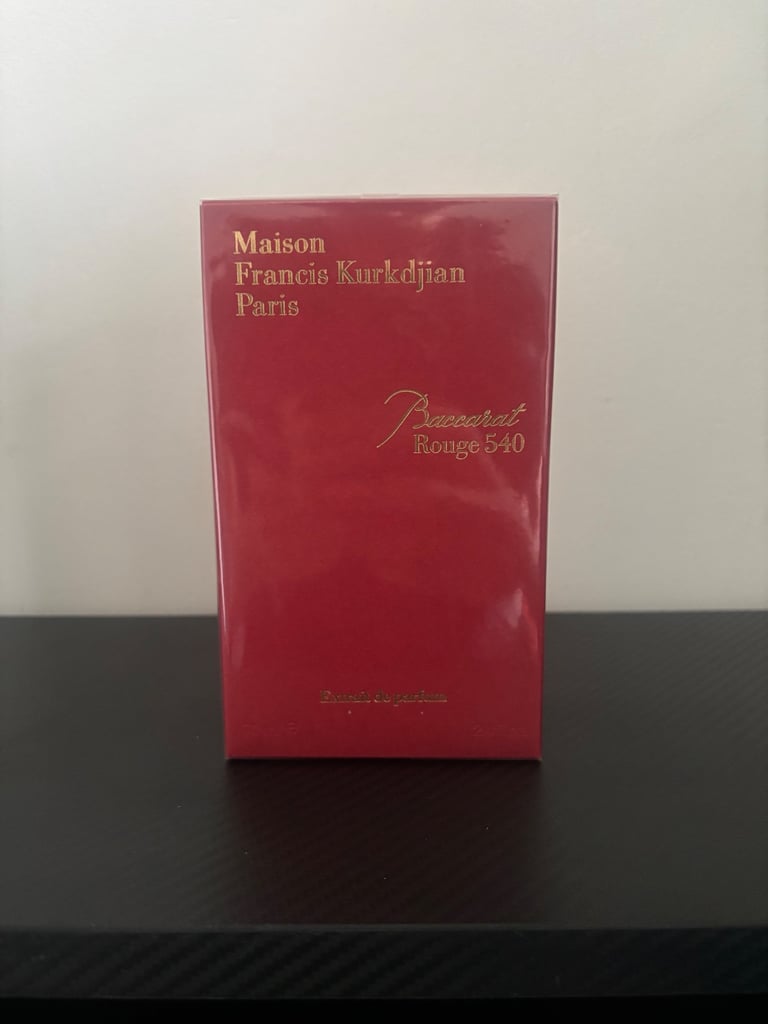 Maison
Francis Kurkdjian
Paris
Baccarat
Rouge 540
Extrait de parfum